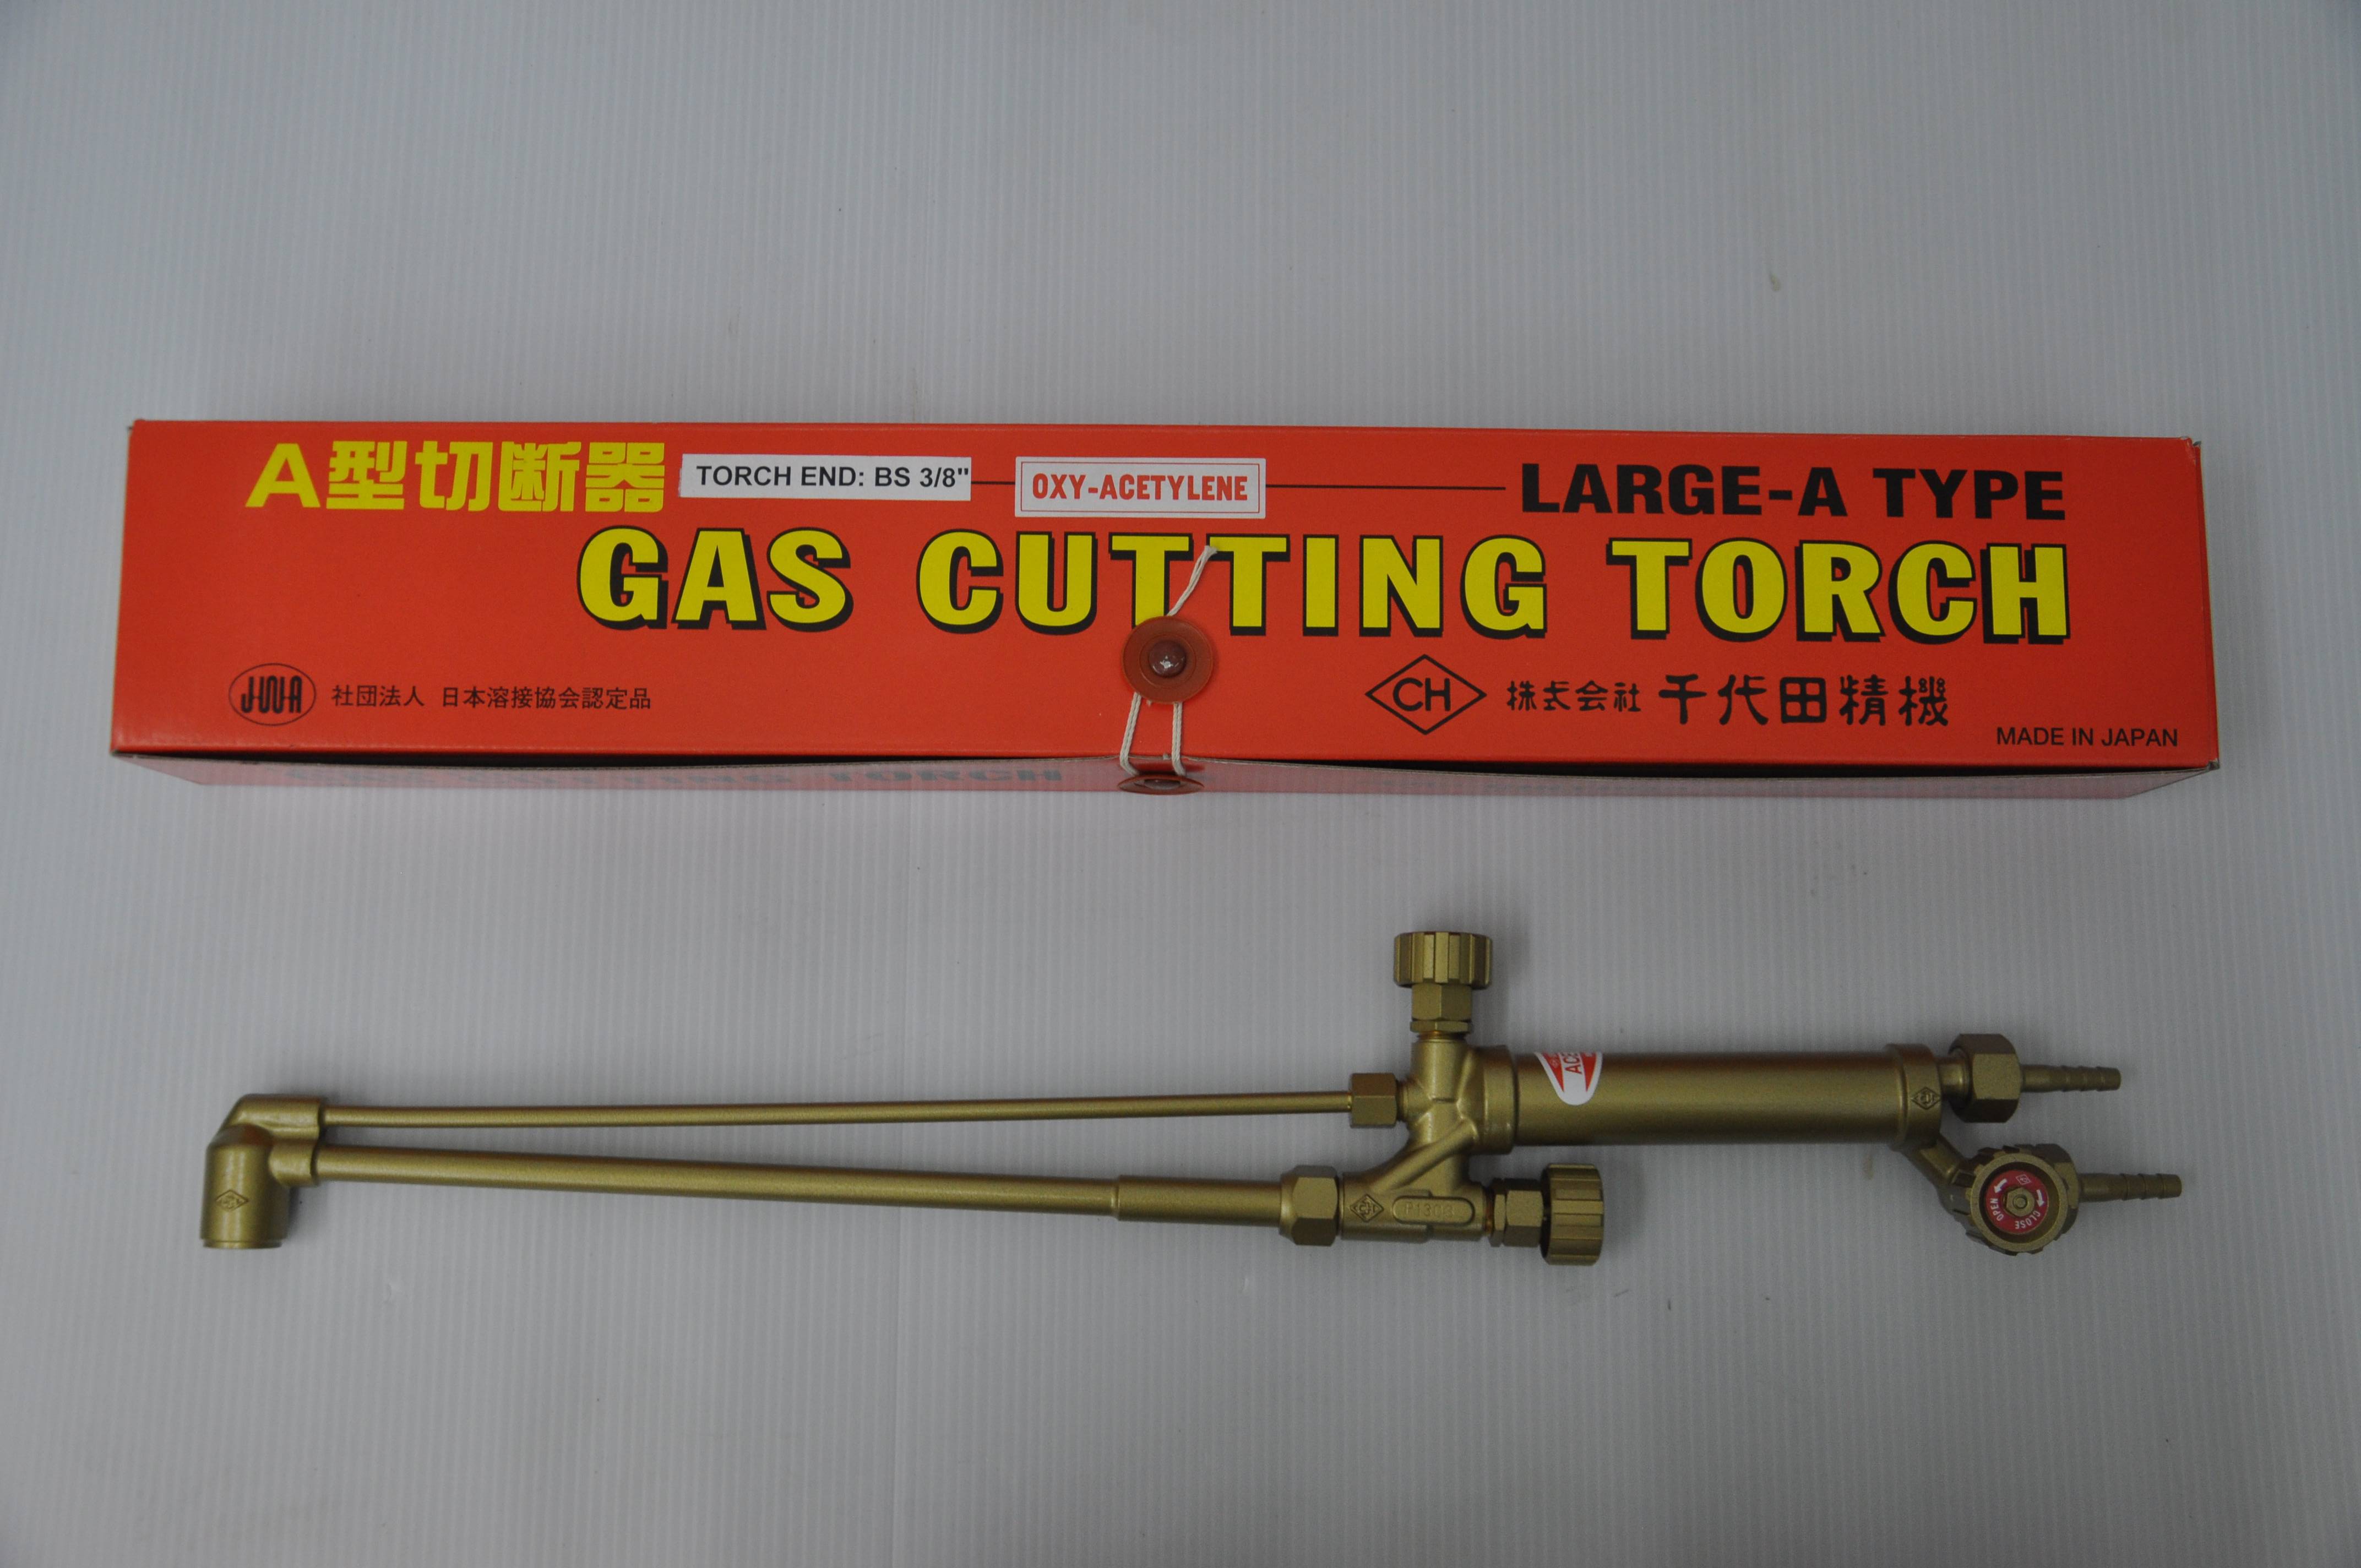 A型切断器 TORCH END: BS 3/8" OXY-ACETYLENE LARGE-A TYPE
GAS CUTTING TORCH
JWA 社団法人 日本溶接協会認定品 CH 株式会社 千代田精機
MADE IN JAPAN
OPEN CLOSE